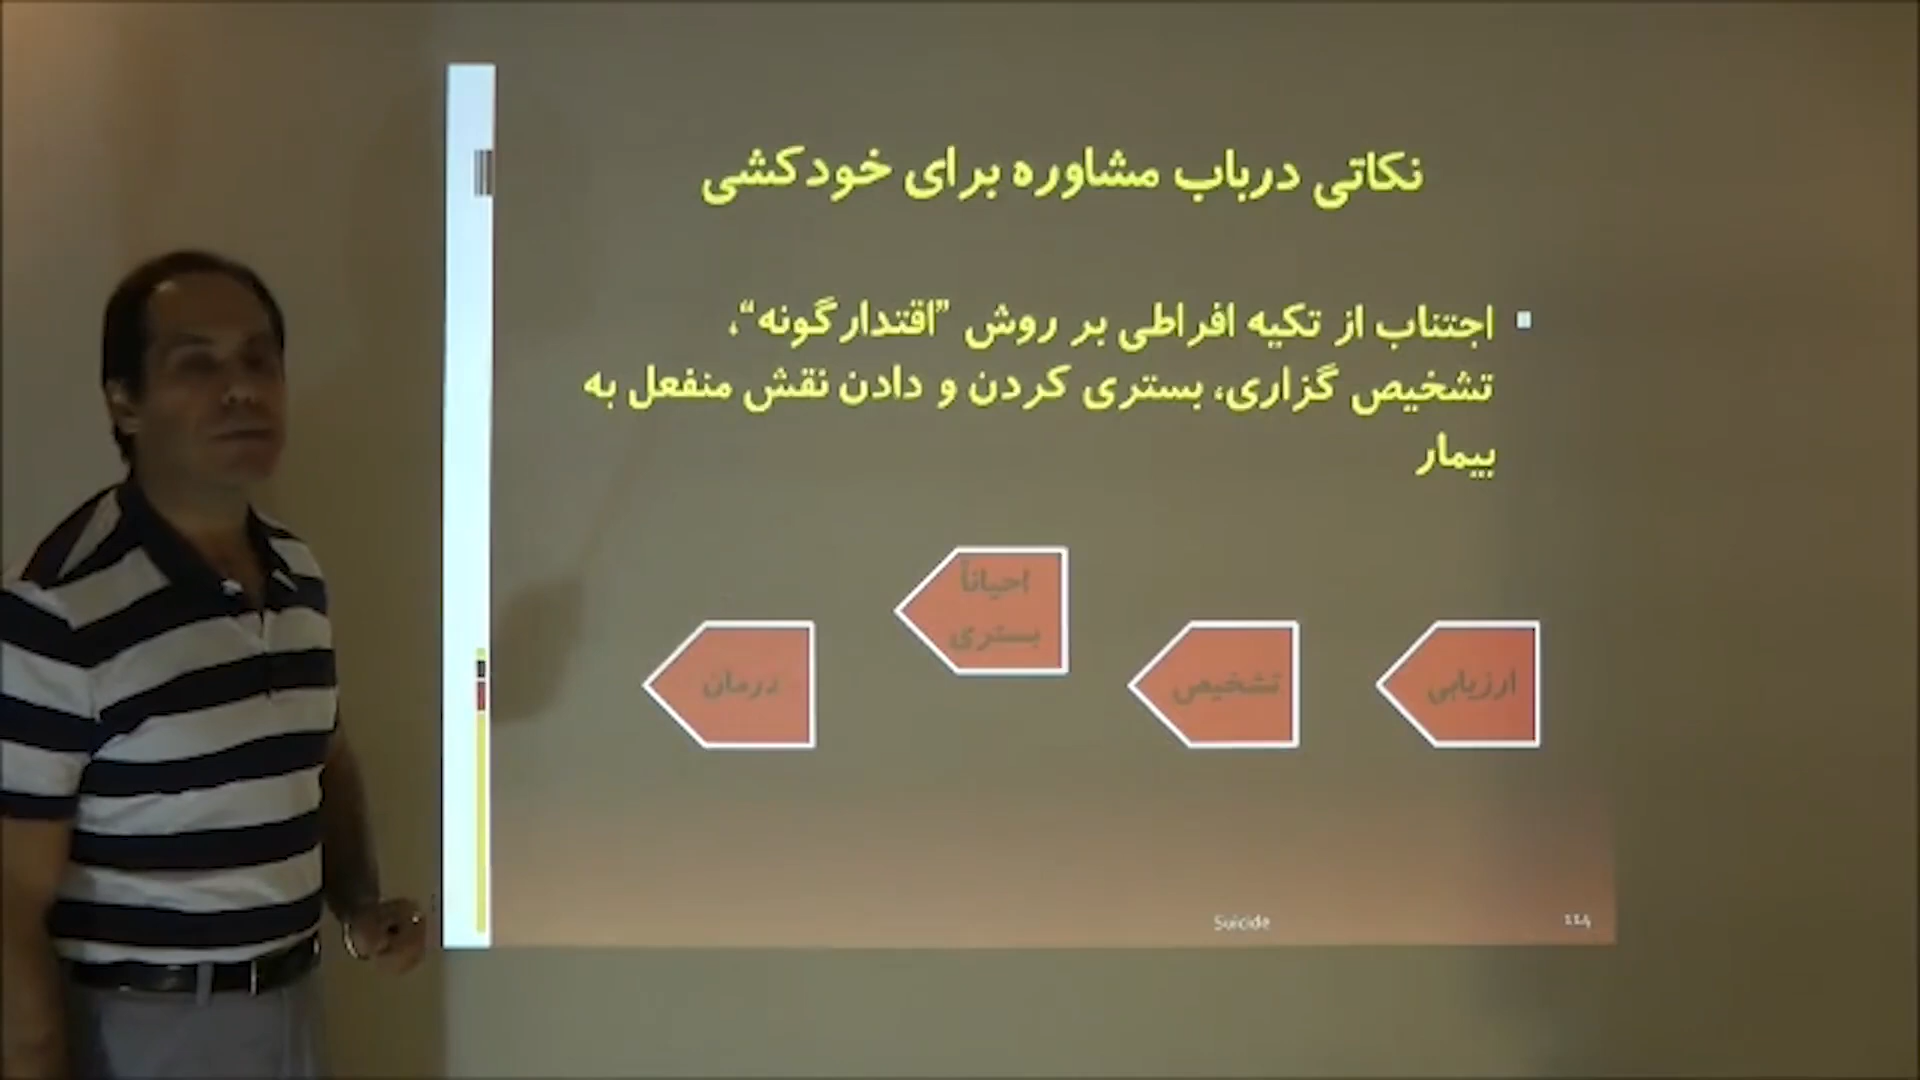 نکاتی درباب مشاوره برای خودکشی
▪ اجتناب از تکیه افراطی بر روش "اقتدارگونه"،
تشخیص گزاری، بستری کردن و دادن نقش منفعل به
بیمار
ارزیابی
تشخیص
احیاناً
بستری
درمان
Suicide
114